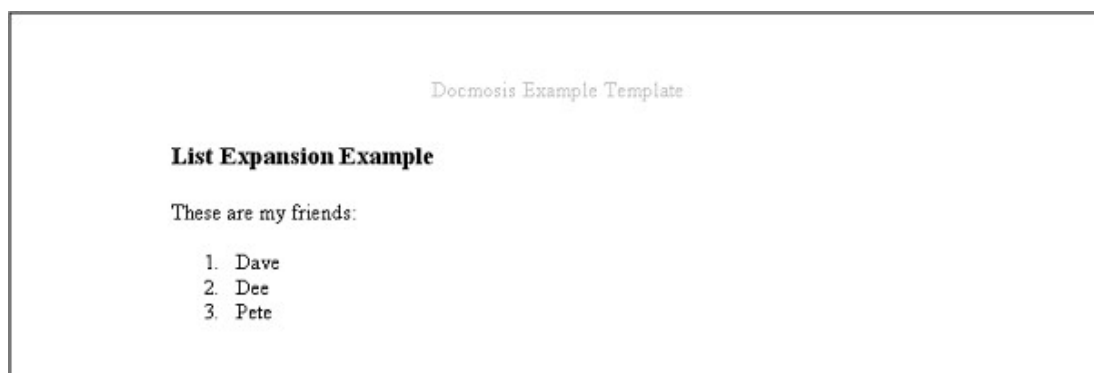 Docmosis Example Template
List Expansion Example
These are my friends:
1. Dave
2. Dee
3. Pete